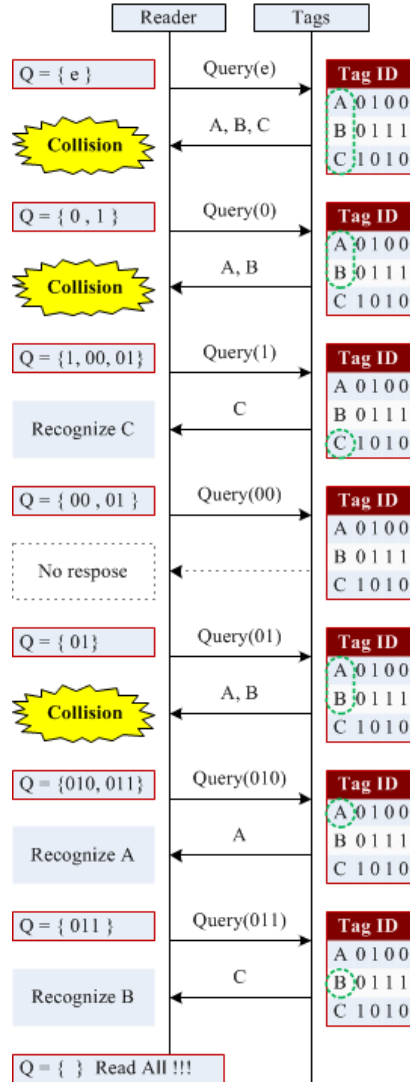 Reader Tags
Q = { e } Query(e) Tag ID
A 0 1 0 0
Collision A, B, C B 0 1 1 1
C 1 0 1 0
Q = { 0 , 1 } Query(0) Tag ID
A 0 1 0 0
Collision A, B B 0 1 1 1
C 1 0 1 0
Q = {1, 00, 01} Query(1) Tag ID
A 0 1 0 0
Recognize C C B 0 1 1 1
C 1 0 1 0
Q = { 00 , 01 } Query(00) Tag ID
A 0 1 0 0
No respose B 0 1 1 1
C 1 0 1 0
Q = { 01} Query(01) Tag ID
A 0 1 0 0
Collision A, B B 0 1 1 1
C 1 0 1 0
Q = {010, 011} Query(010) Tag ID
A 0 1 0 0
Recognize A A B 0 1 1 1
C 1 0 1 0
Q = { 011 } Query(011) Tag ID
A 0 1 0 0
Recognize B C B 0 1 1 1
C 1 0 1 0
Q = { } Read All !!!